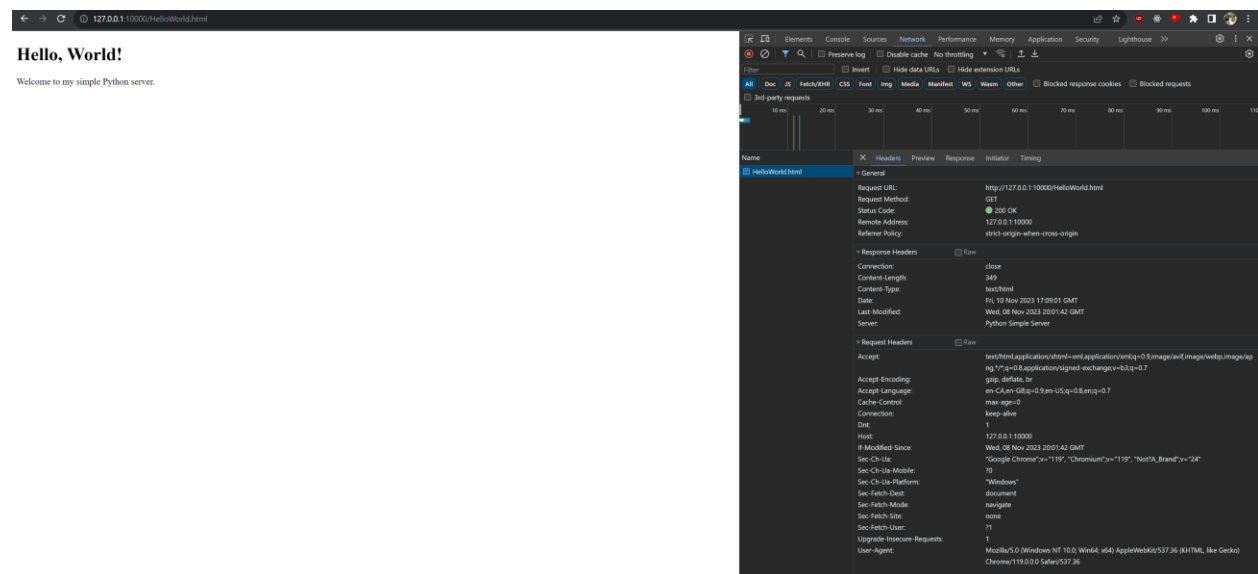 127.0.0.1:10000/HelloWorld.html
Hello, World!
Welcome to my simple Python server.
Elements Console Sources Network Performance Memory Application Security Lighthouse
Preserve log Disable cache No throttling
Filter Invert Hide data URLs Hide extension URLs
All Doc JS Fetch/XHR CSS Font Img Media Manifest WS Wasm Other Blocked response cookies Blocked requests
3rd-party requests
10 ms 20 ms 30 ms 40 ms 50 ms 60 ms 70 ms 80 ms 90 ms 100 ms 110
Name
HelloWorld.html
Headers Preview Response Initiator Timing
General
Request URL: http://127.0.0.1:10000/HelloWorld.html
Request Method: GET
Status Code: 200 OK
Remote Address: 127.0.0.1:10000
Referrer Policy: strict-origin-when-cross-origin
Response Headers Raw
Connection: close
Content-Length: 349
Content-Type: text/html
Date: Fri, 10 Nov 2023 17:09:01 GMT
Last-Modified: Wed, 08 Nov 2023 20:01:42 GMT
Server: Python Simple Server
Request Headers Raw
Accept: text/html,application/xhtml+xml,application/xml;q=0.9,image/avif,image/webp,image/ap
ng,*/*;q=0.8,application/signed-exchange;v=b3;q=0.7
Accept-Encoding: gzip, deflate, br
Accept-Language: en-CA,en-GB;q=0.9,en-US;q=0.8,en;q=0.7
Cache-Control: max-age=0
Connection: keep-alive
Dnt: 1
Host: 127.0.0.1:10000
If-Modified-Since: Wed, 08 Nov 2023 20:01:42 GMT
Sec-Ch-Ua: "Google Chrome";v="119", "Chromium";v="119", "Not?A_Brand";v="24"
Sec-Ch-Ua-Mobile: ?0
Sec-Ch-Ua-Platform: "Windows"
Sec-Fetch-Dest: document
Sec-Fetch-Mode: navigate
Sec-Fetch-Site: none
Sec-Fetch-User: ?1
Upgrade-Insecure-Requests: 1
User-Agent: Mozilla/5.0 (Windows NT 10.0; Win64; x64) AppleWebKit/537.36 (KHTML, like Gecko)
Chrome/119.0.0.0 Safari/537.36